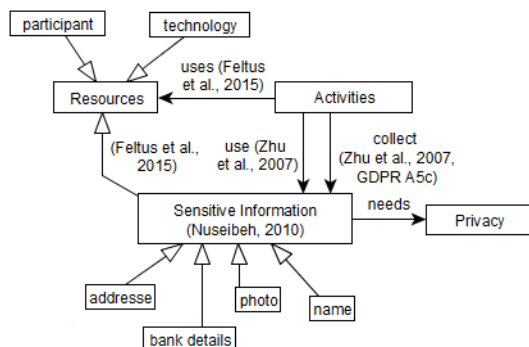 participant
technology
uses (Feltus
et al., 2015)
Resources
Activities
(Feltus et al.,
2015)
use (Zhu
et al., 2007)
collect
(Zhu et al., 2007,
GDPR A5c)
Sensitive Information
(Nuseibeh, 2010)
needs
Privacy
addresse
photo
name
bank details